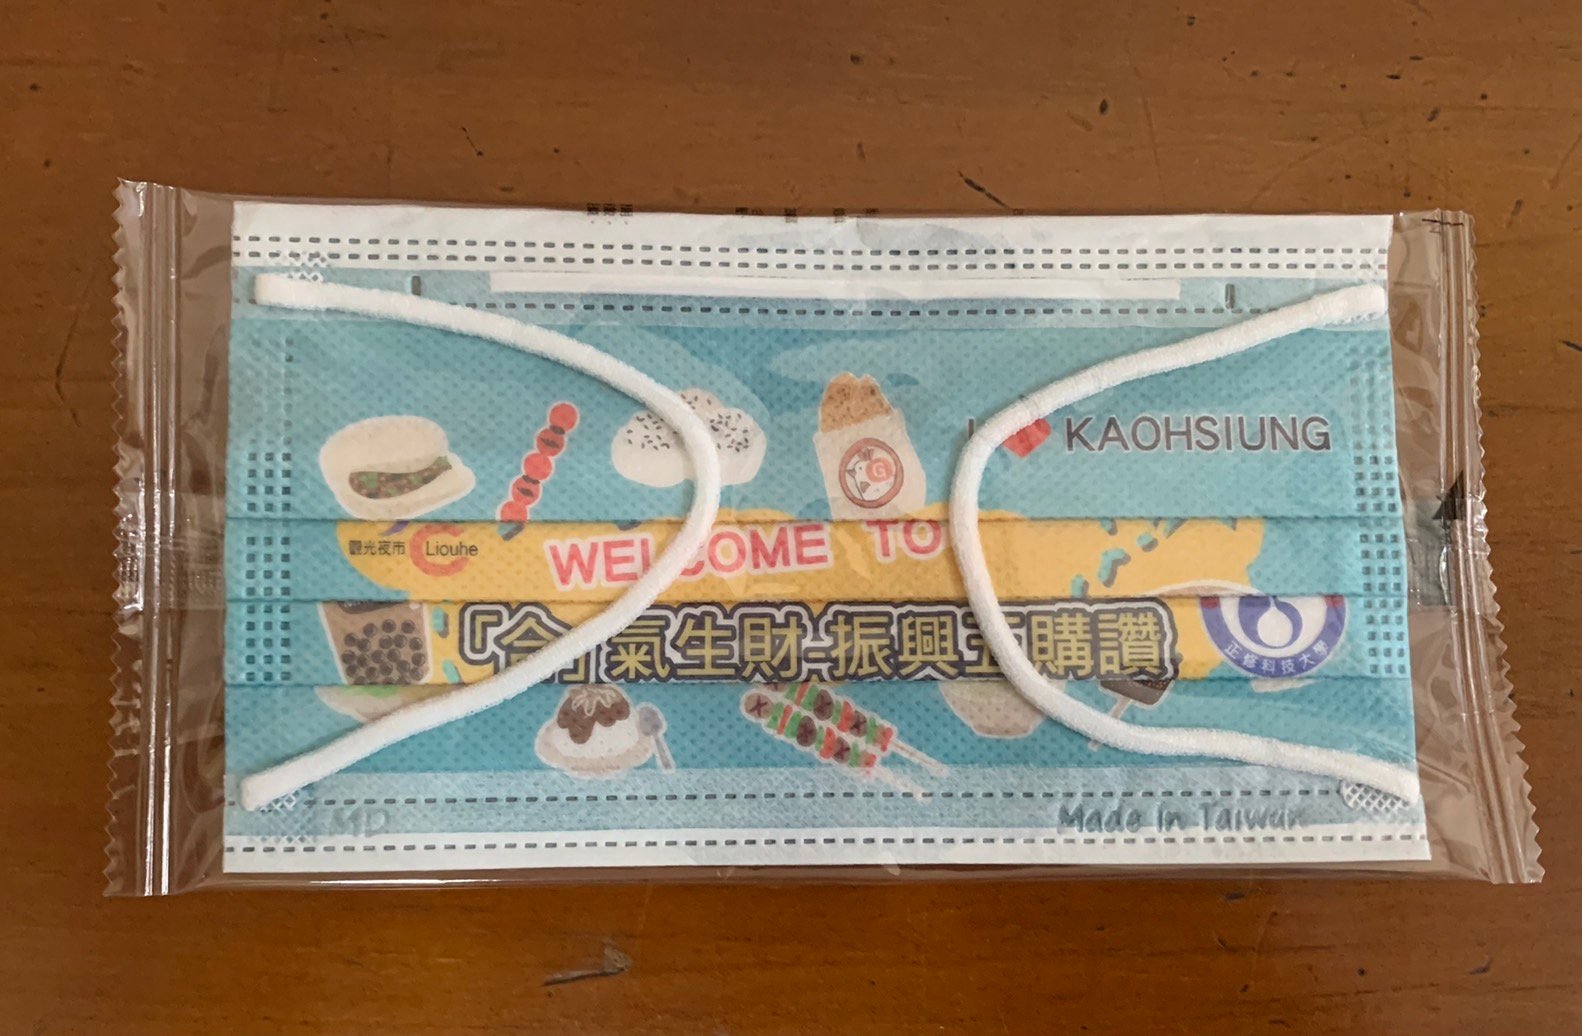 I ❤ KAOHSIUNG
G
觀光夜市 Liouhe
WELCOME TO
『合』氣生財-振興五購讚
正修科技大學
MD
Made in Taiwan